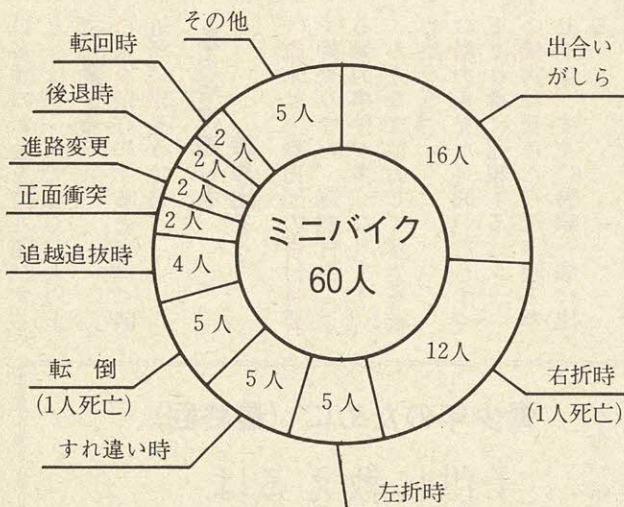 その他
転回時
出合い
がしら
後退時
進路変更
正面衝突
追越追抜時
転 倒
(1人死亡)
すれ違い時
左折時
右折時
(1人死亡)
5人
16人
2人
2人
2人
2人
4人
5人
5人
5人
12人
ミニバイク
60人